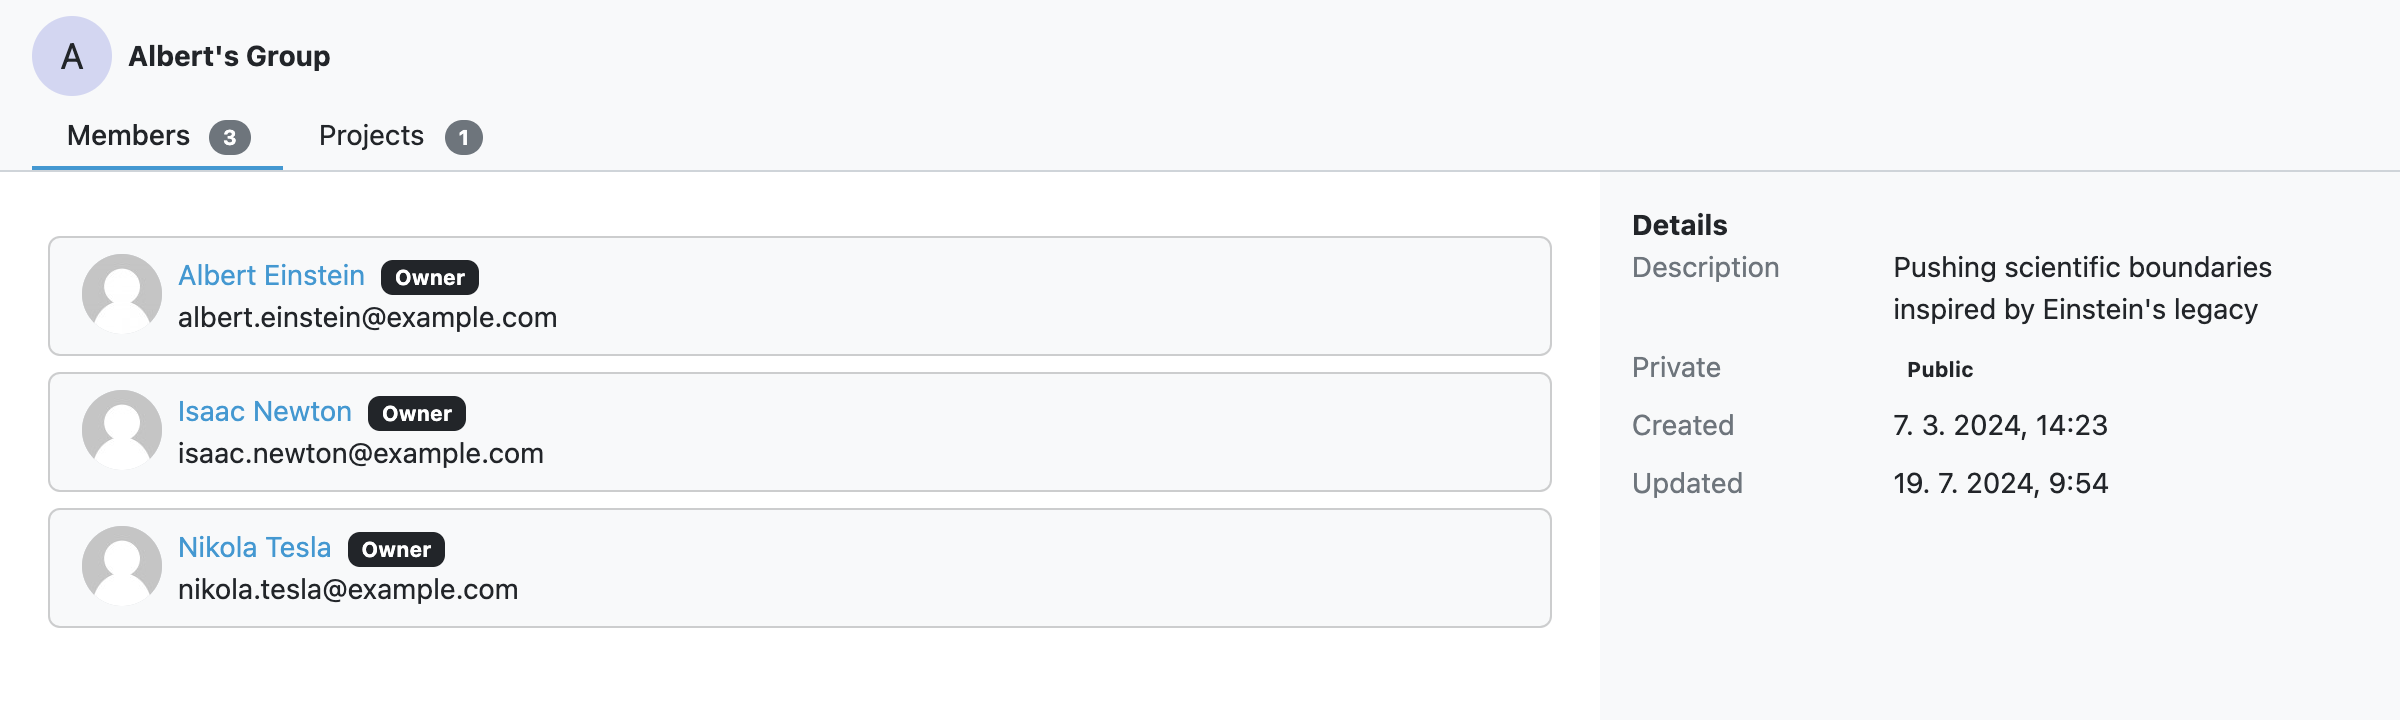 A
Albert's Group
Members 3 Projects 1
Albert Einstein Owner
albert.einstein@example.com
Isaac Newton Owner
isaac.newton@example.com
Nikola Tesla Owner
nikola.tesla@example.com
Details
Description Pushing scientific boundaries
inspired by Einstein's legacy
Private Public
Created 7. 3. 2024, 14:23
Updated 19. 7. 2024, 9:54